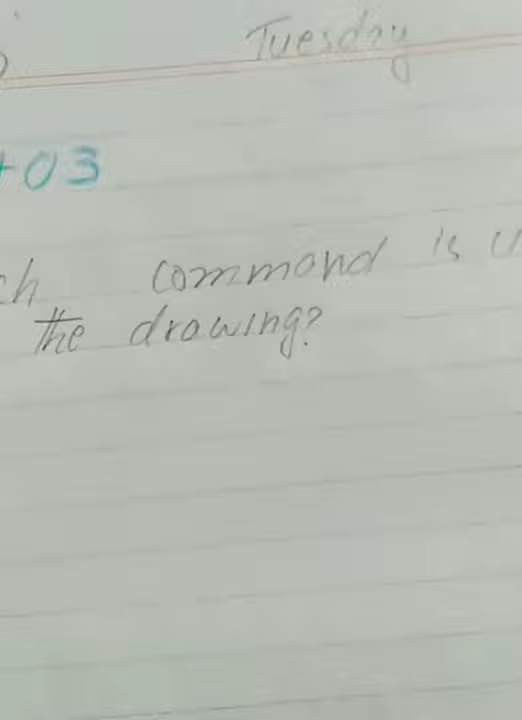 Tuesday
+03
ch command is u
the drawing?